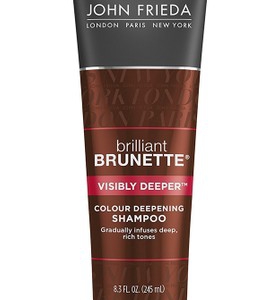 JOHN FRIEDA
LONDON PARIS NEW YORK
brilliant
BRUNETTE®
VISIBLY DEEPER™
COLOUR DEEPENING
SHAMPOO
Gradually infuses deep,
rich tones
8.3 FL. OZ. (245 mL)